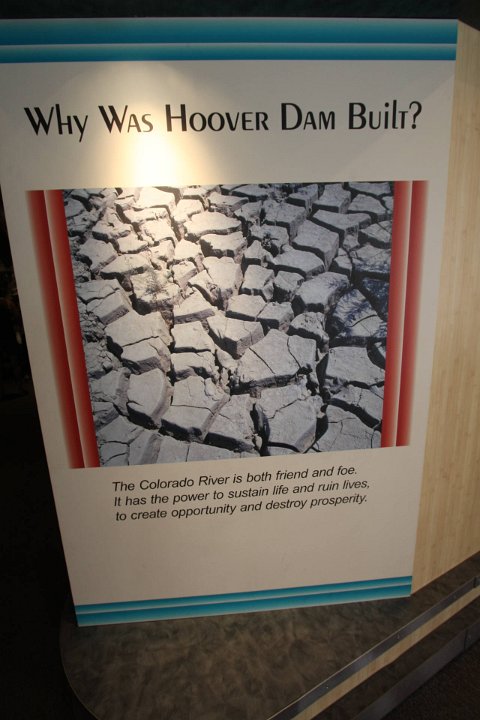 Why Was Hoover Dam Built?
The Colorado River is both friend and foe.
It has the power to sustain life and ruin lives,
to create opportunity and destroy prosperity.